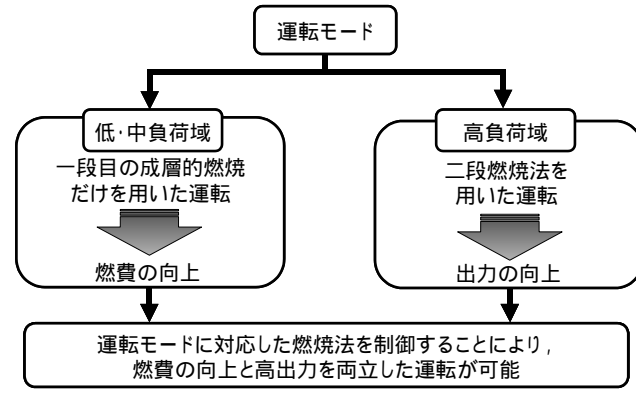 運転モード
低・中負荷域
一段目の成層的燃焼
だけを用いた運転
燃費の向上
高負荷域
二段燃焼法を
用いた運転
出力の向上
運転モードに対応した燃焼法を制御することにより,
燃費の向上と高出力を両立した運転が可能